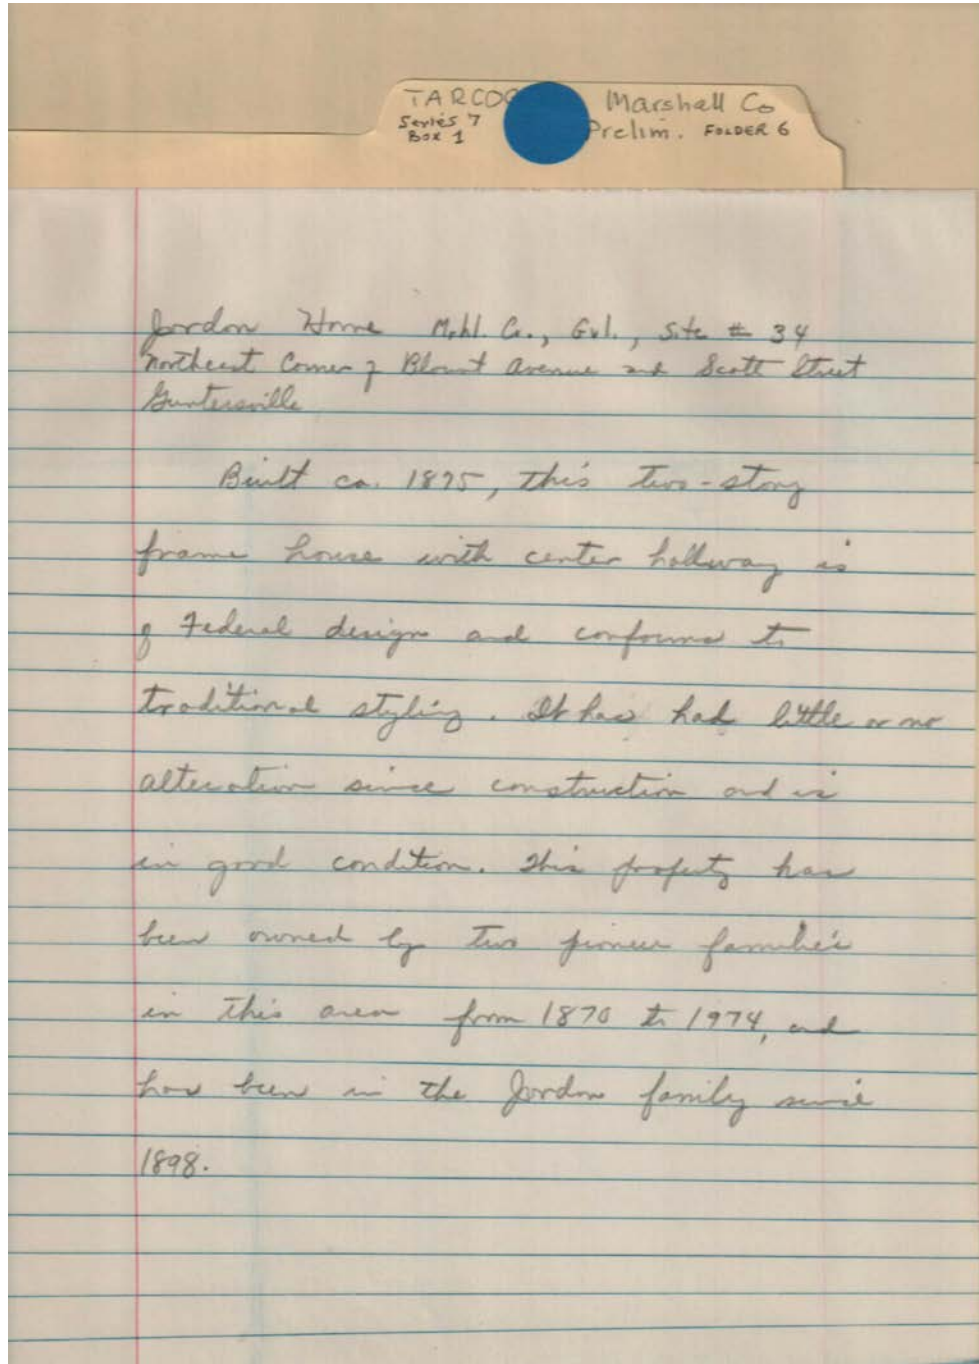 TARCOG
Marshall Co
Series 7
Prelim. FOLDER 6
Box 1
Jordon Home Mshl. Co., Gvl., Site # 34
Northeast Corner of Blount Avenue and Scott Street
Guntersville
Built ca. 1895, this two-story
frame house with center hallway is
of Federal design and conforms to
traditional styling. It has had little or no
alteration since construction and is
in good condition. This property has
been owned by two pioneer families
in this area from 1870 to 1974, and
has been in the Jordon family since
1898.